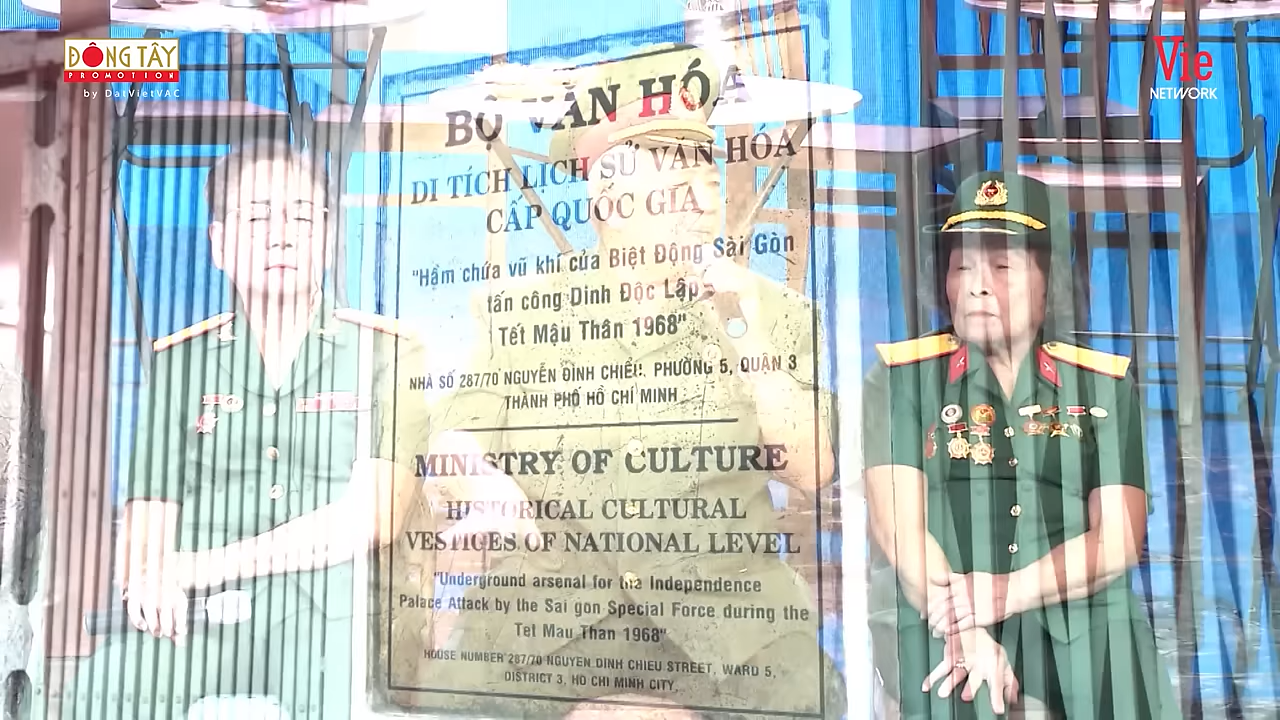 ĐÔNG TÂY
PROMOTION
by DatVietVAC
Vie
NETWORK
BỘ VĂN HÓA
DI TÍCH LỊCH SỬ VĂN HÓA
CẤP QUỐC GIA
"Hầm chứa vũ khí của Biệt Động Sài Gòn
tấn công Dinh Độc Lập
Tết Mậu Thân 1968"
NHÀ SỐ 287/70 NGUYỄN ĐÌNH CHIỂU, PHƯỜNG 5, QUẬN 3
THÀNH PHỐ HỒ CHÍ MINH
MINISTRY OF CULTURE
HISTORICAL CULTURAL
VESTIGES OF NATIONAL LEVEL
"Underground arsenal for the Independence
Palace Attack by the Sai gon Special Force during the
Tet Mau Than 1968"
HOUSE NUMBER 287/70 NGUYEN DINH CHIEU STREET, WARD 5,
DISTRICT 3, HO CHI MINH CITY,